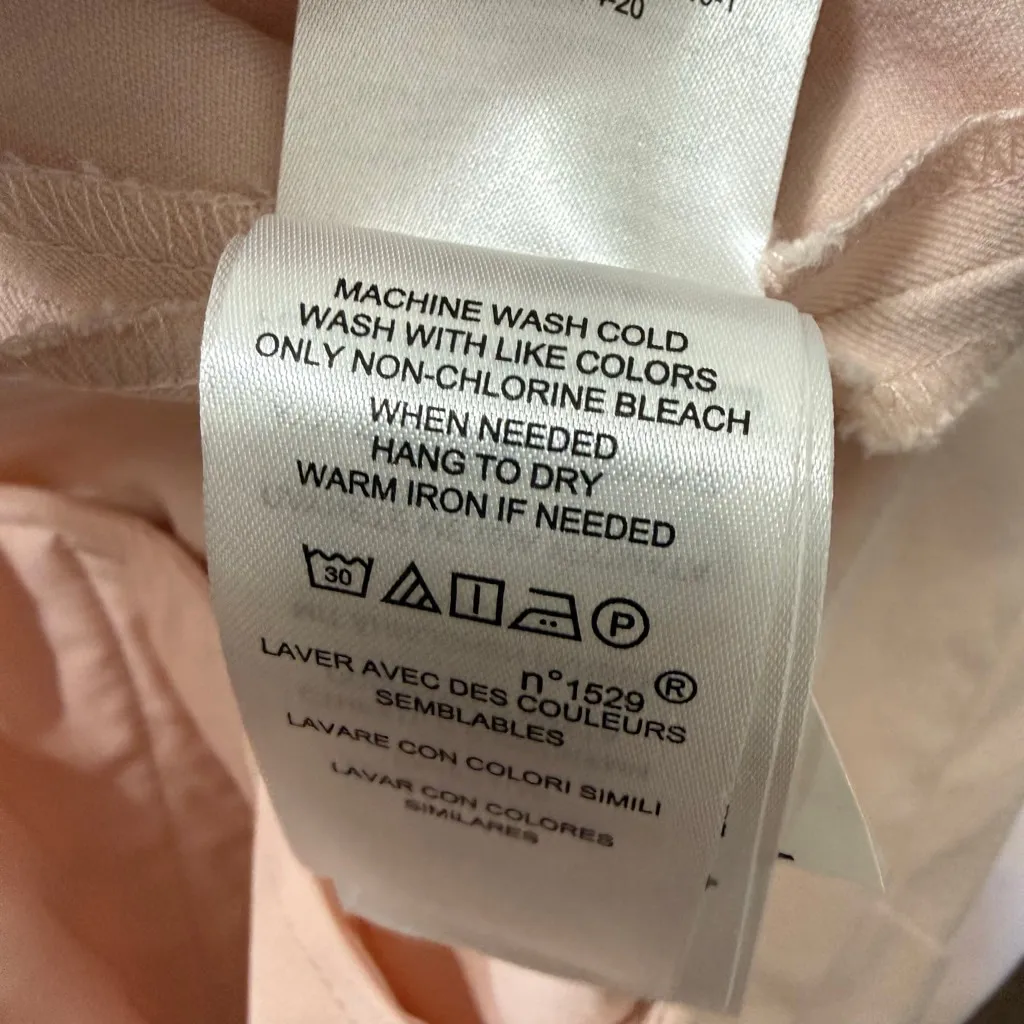 MACHINE WASH COLD
WASH WITH LIKE COLORS
ONLY NON-CHLORINE BLEACH
WHEN NEEDED
HANG TO DRY
WARM IRON IF NEEDED
30 P
n°1529 ®
LAVER AVEC DES COULEURS
SEMBLABLES
LAVARE CON COLORI SIMILI
LAVAR CON COLORES
SIMILARES